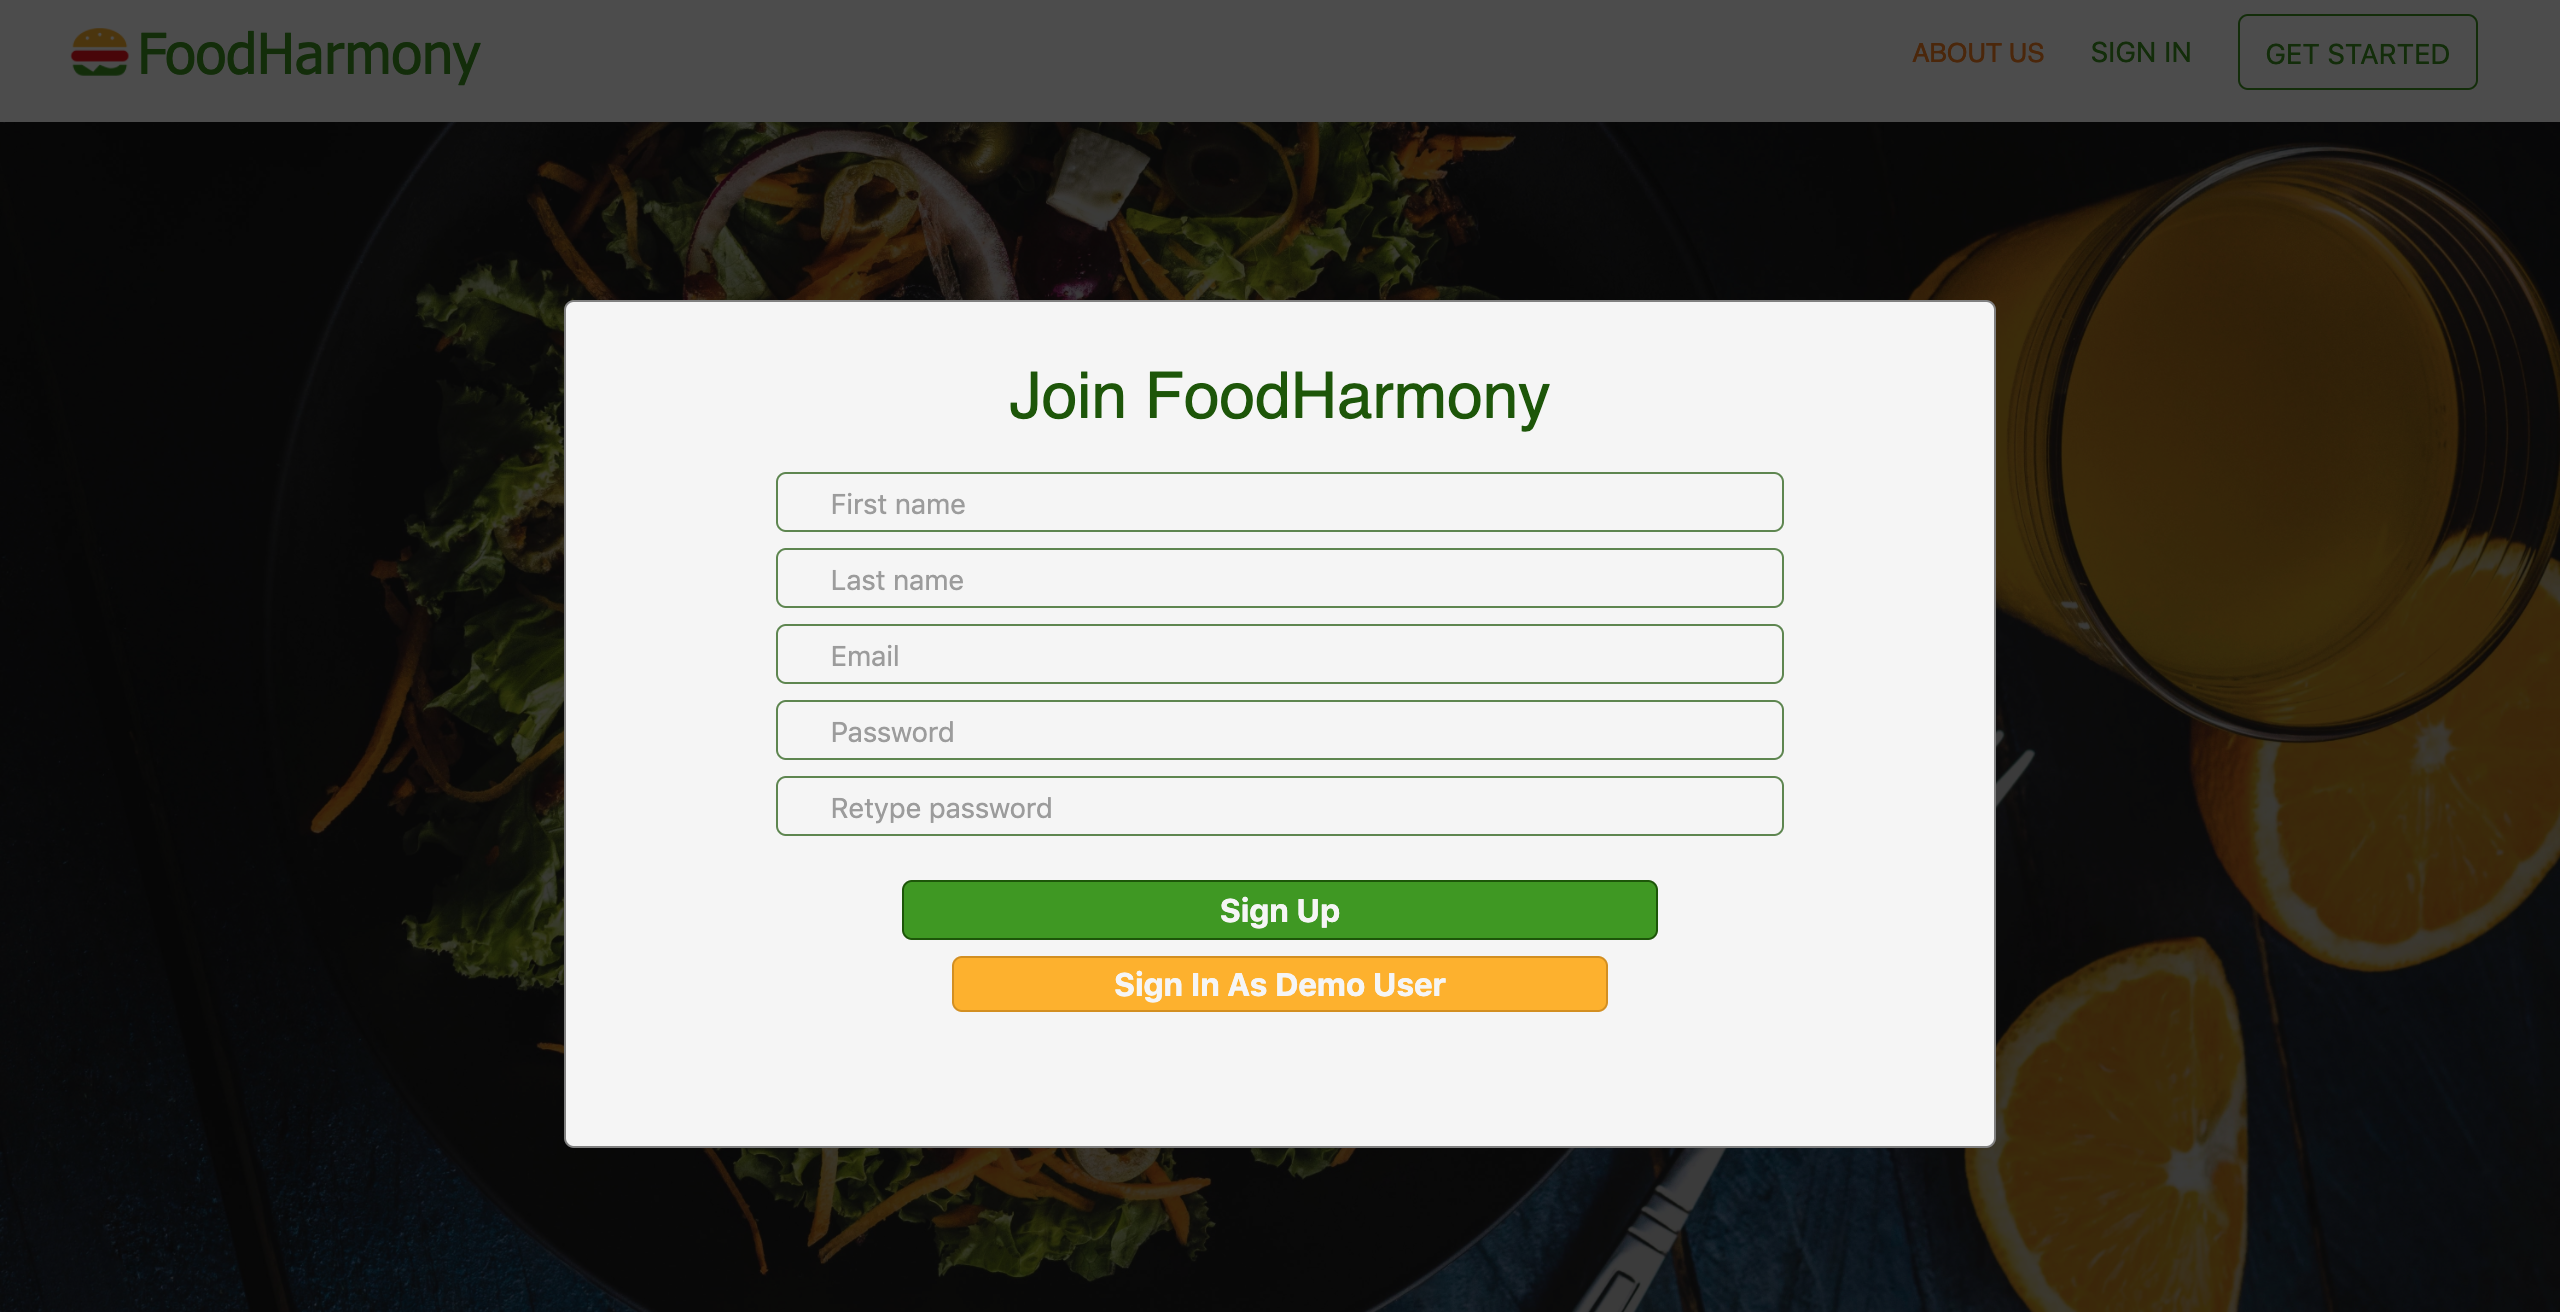 FoodHarmony
ABOUT US
SIGN IN
GET STARTED
Join FoodHarmony
First name
Last name
Email
Password
Retype password
Sign Up
Sign In As Demo User